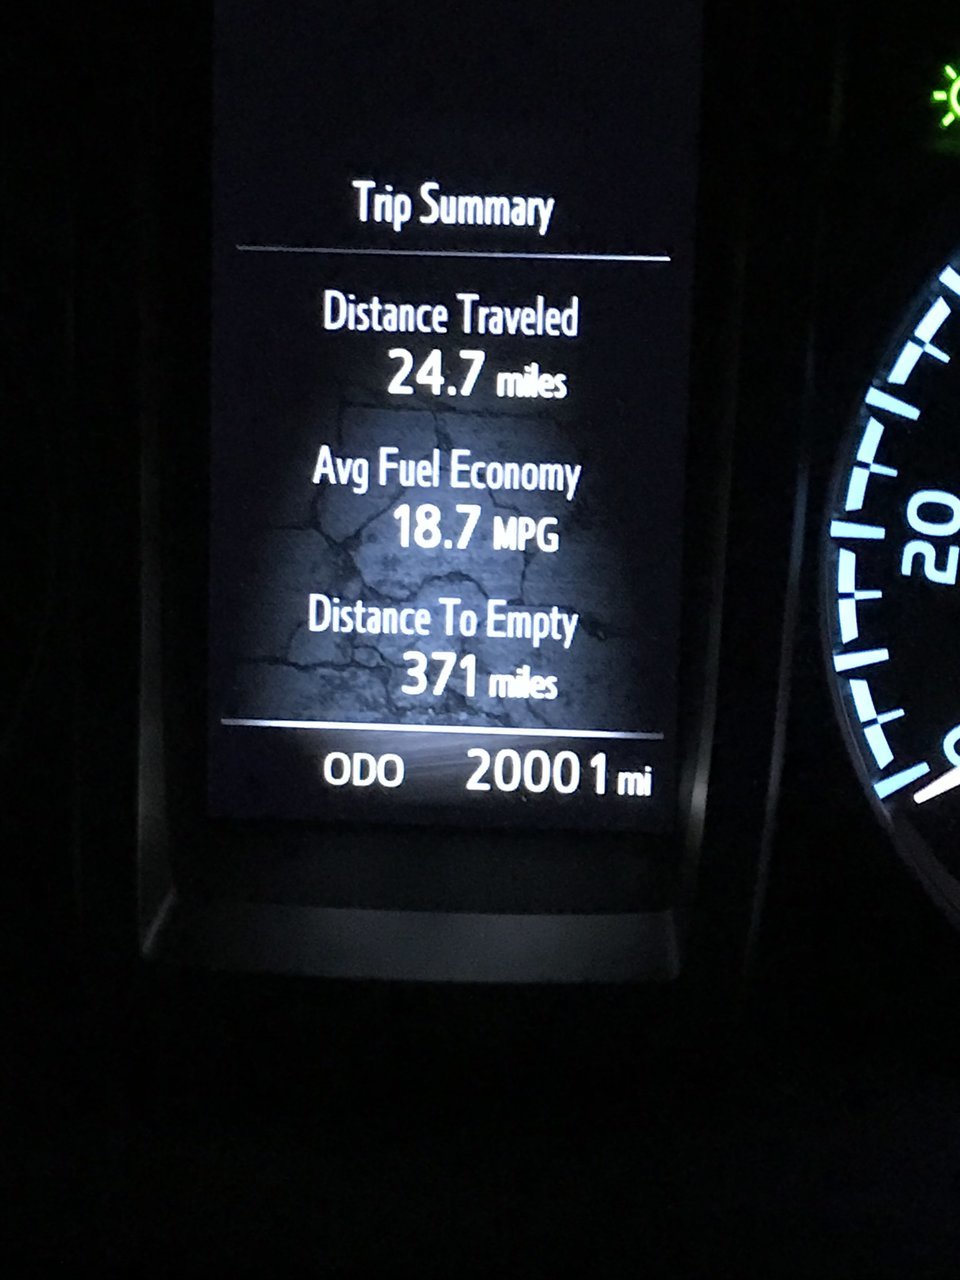 Trip Summary
Distance Traveled
24.7 miles
Avg Fuel Economy
18.7 MPG
Distance To Empty
371 miles
ODO 20001 mi
20